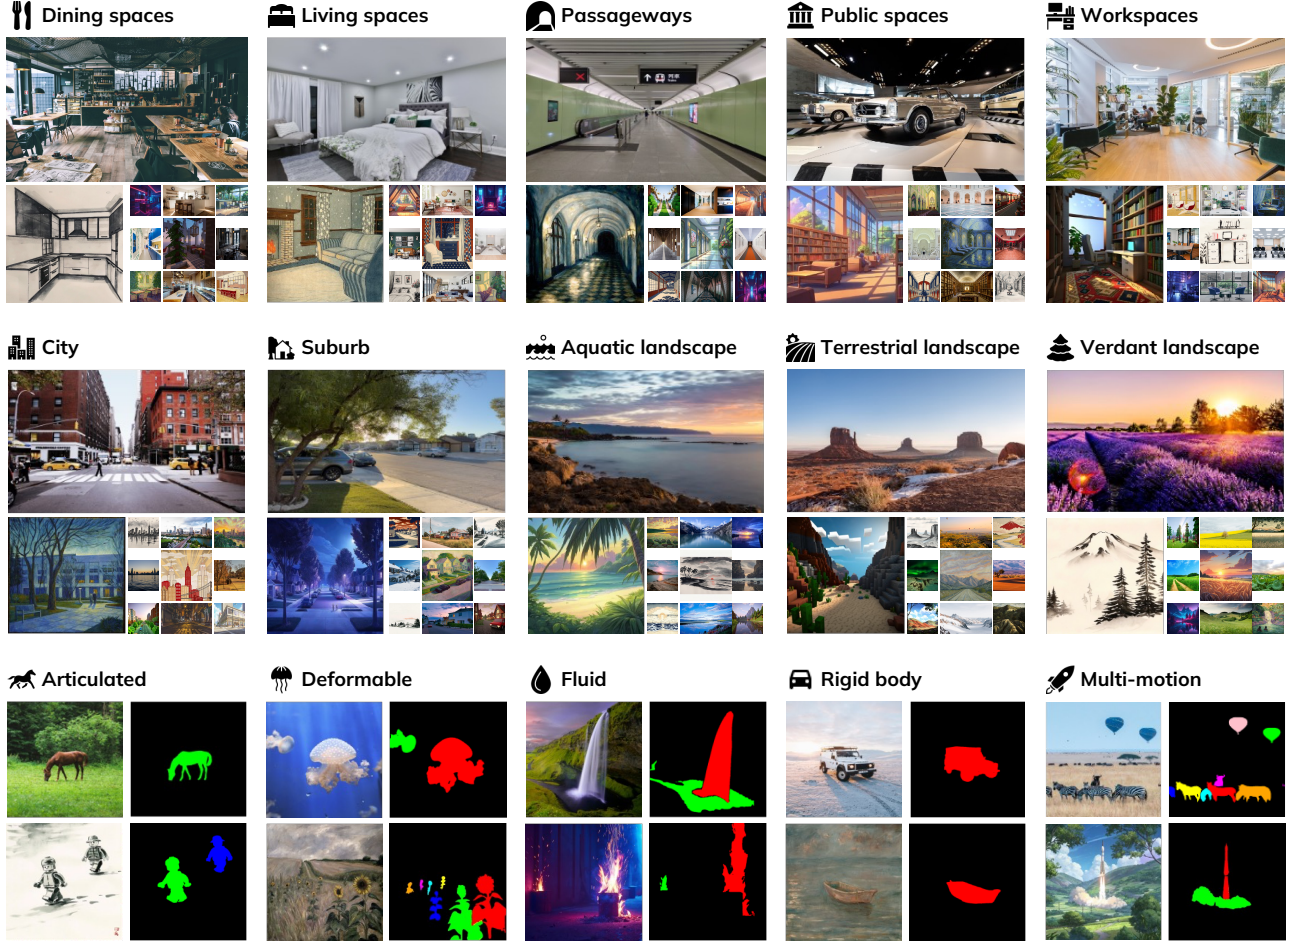 Dining spaces
Living spaces
Passageways
Public spaces
Workspaces
City
Suburb
Aquatic landscape
Terrestrial landscape
Verdant landscape
Articulated
Deformable
Fluid
Rigid body
Multi-motion